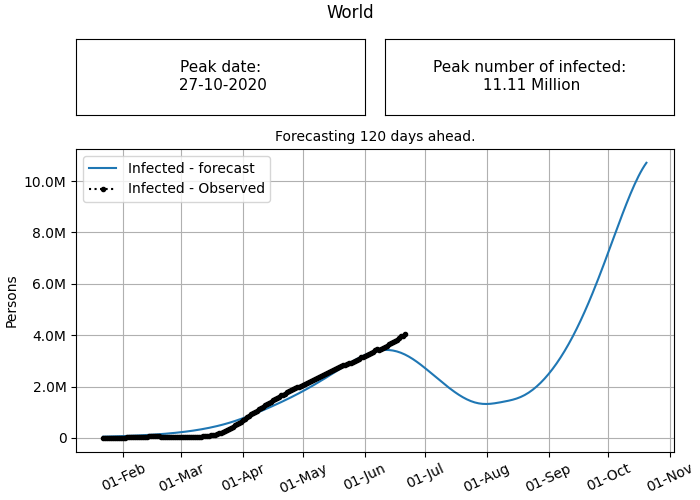 World
Peak date:
27-10-2020
Peak number of infected:
11.11 Million
Forecasting 120 days ahead.
Infected - forecast
Infected - Observed
Persons
10.0M
8.0M
6.0M
4.0M
2.0M
0
01-Feb
01-Mar
01-Apr
01-May
01-Jun
01-Jul
01-Aug
01-Sep
01-Oct
01-Nov